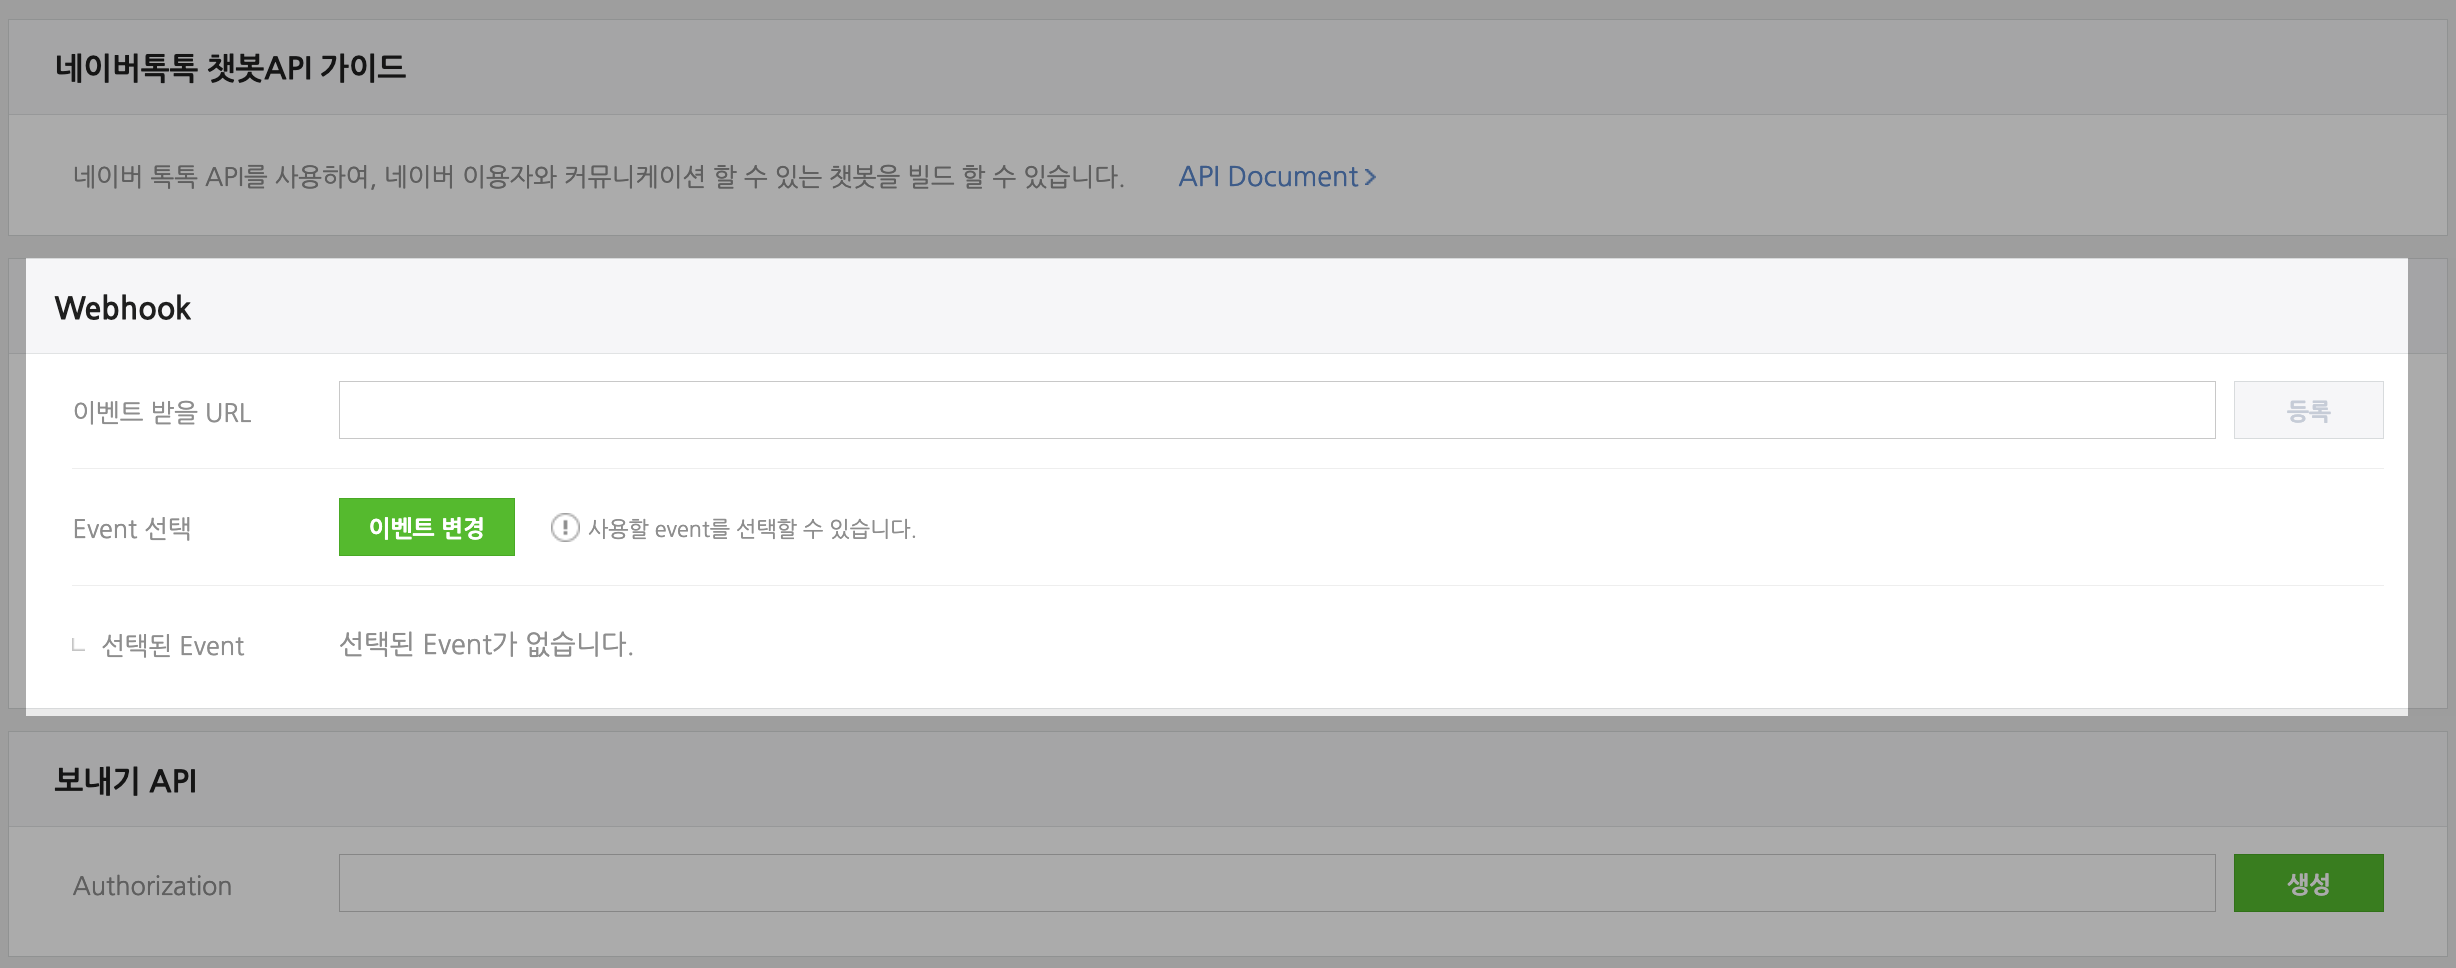 네이버톡톡 챗봇API 가이드
네이버 톡톡 API를 사용하여, 네이버 이용자와 커뮤니케이션 할 수 있는 챗봇을 빌드 할 수 있습니다. API Document
Webhook
이벤트 받을 URL 등록
Event 선택 이벤트 변경 사용할 event를 선택할 수 있습니다.
선택된 Event 선택된 Event가 없습니다.
보내기 API
Authorization 생성